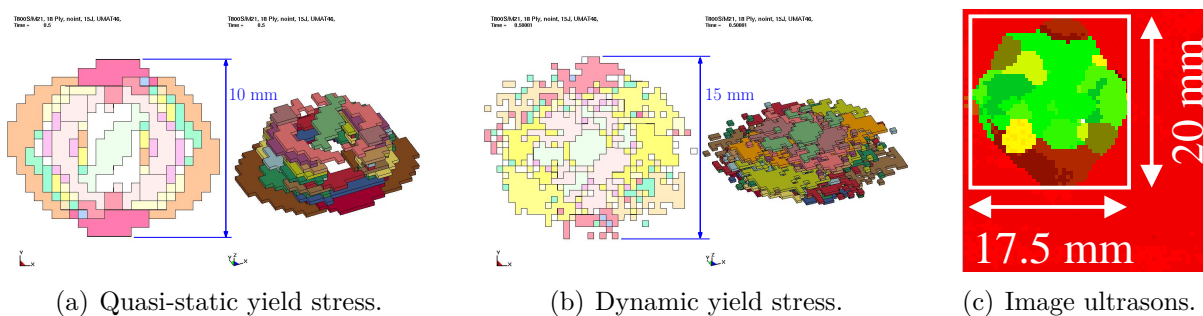 T800S/M21, 18 Ply, noint, 15J, UMAT46,
Time = 0.5
T800S/M21, 18 Ply, noint, 15J, UMAT46,
Time = 0.5
T800S/M21, 18 Ply, noint, 15J, UMAT46,
Time = 0.50001
T800S/M21, 18 Ply, noint, 15J, UMAT46,
Time = 0.50001
10 mm
15 mm
20 mm
17.5 mm
Y
X
Y Z
X
Y
X
Y Z
X
(a) Quasi-static yield stress.
(b) Dynamic yield stress.
(c) Image ultrasons.